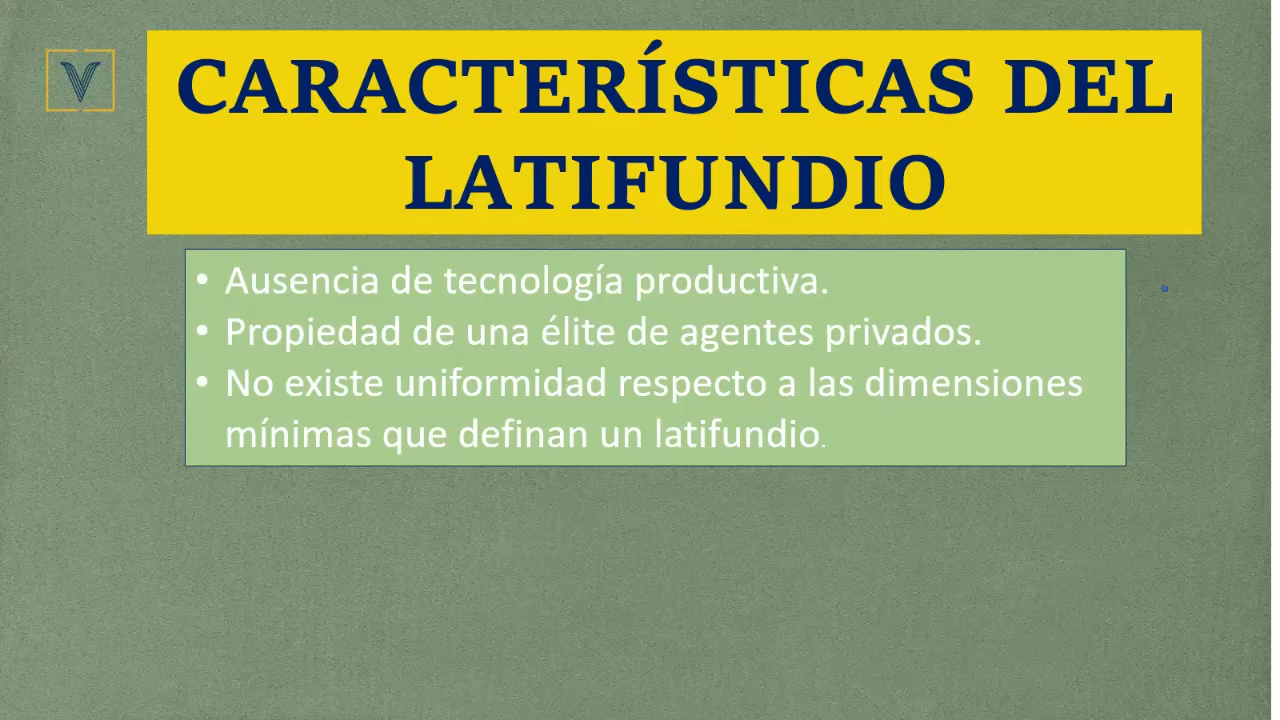 V
CARACTERÍSTICAS DEL
LATIFUNDIO
• Ausencia de tecnología productiva.
• Propiedad de una élite de agentes privados.
• No existe uniformidad respecto a las dimensiones
mínimas que definan un latifundio.